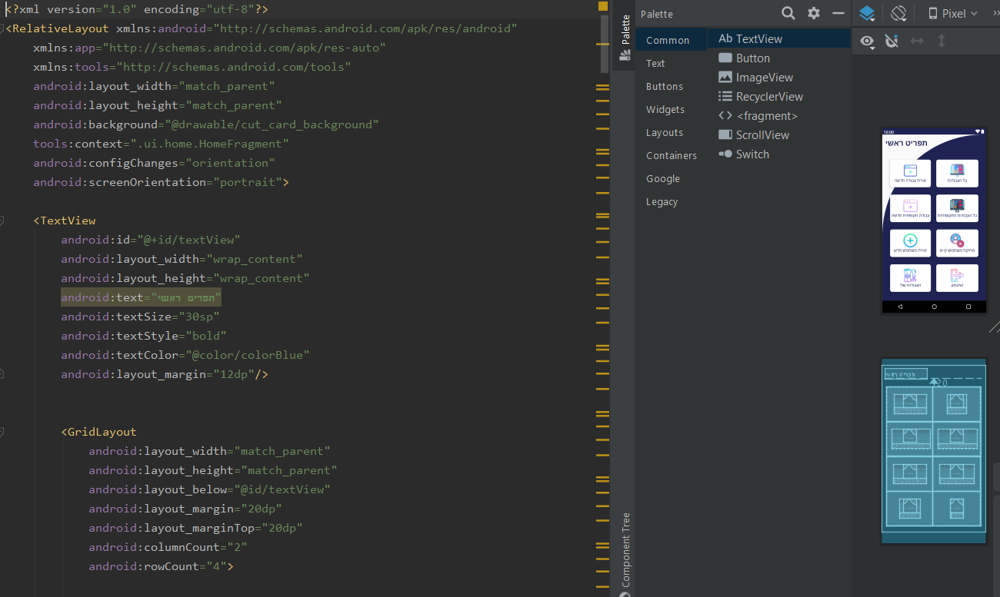 <?xml version="1.0" encoding="utf-8"?>
<RelativeLayout xmlns:android="http://schemas.android.com/apk/res/android"
xmlns:app="http://schemas.android.com/apk/res-auto"
xmlns:tools="http://schemas.android.com/tools"
android:layout_width="match_parent"
android:layout_height="match_parent"
android:background="@drawable/cut_card_background"
tools:context=".ui.home.HomeFragment"
android:configChanges="orientation"
android:screenOrientation="portrait">
<TextView
android:id="@+id/textView"
android:layout_width="wrap_content"
android:layout_height="wrap_content"
android:text="תפריט ראשי"
android:textSize="30sp"
android:textStyle="bold"
android:textColor="@color/colorBlue"
android:layout_margin="12dp"/>
<GridLayout
android:layout_width="match_parent"
android:layout_height="match_parent"
android:layout_below="@id/textView"
android:layout_margin="20dp"
android:layout_marginTop="20dp"
android:columnCount="2"
android:rowCount="4">
Palette
Component Tree
Palette
Common
Text
Buttons
Widgets
Layouts
Containers
Google
Legacy
Ab TextView
Button
ImageView
RecyclerView
<fragment>
ScrollView
Switch
Pixel
10:00
תפריט ראשי
יצירת עבודה חדשה
כל העבודות
עבודה תקופתית חדשה
כל העבודות התקופתיות
יצירת משתמש חדש
מחיקת משתמש קיים
העבודות שלי
התנתק
תפריט ראשי
20